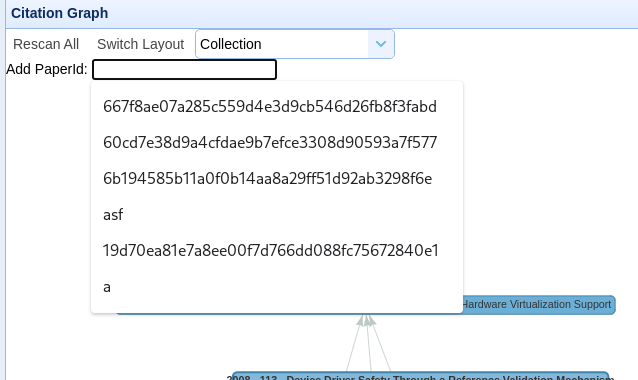 Citation Graph
Rescan All Switch Layout Collection
Add PaperId:
667f8ae07a285c559d4e3d9cb546d26fb8f3fabd
60cd7e38d9a4cfdae9b7efce3308d90593a7f577
6b194585b11a0f0b14aa8a29ff51d92ab3298f6e
asf
19d70ea81e7a8ee00f7d766dd088fc75672840e1
a
Hardware Virtualization Support
2008 - 113 - Device Driver Safety Through a Reference Validation Mechanism